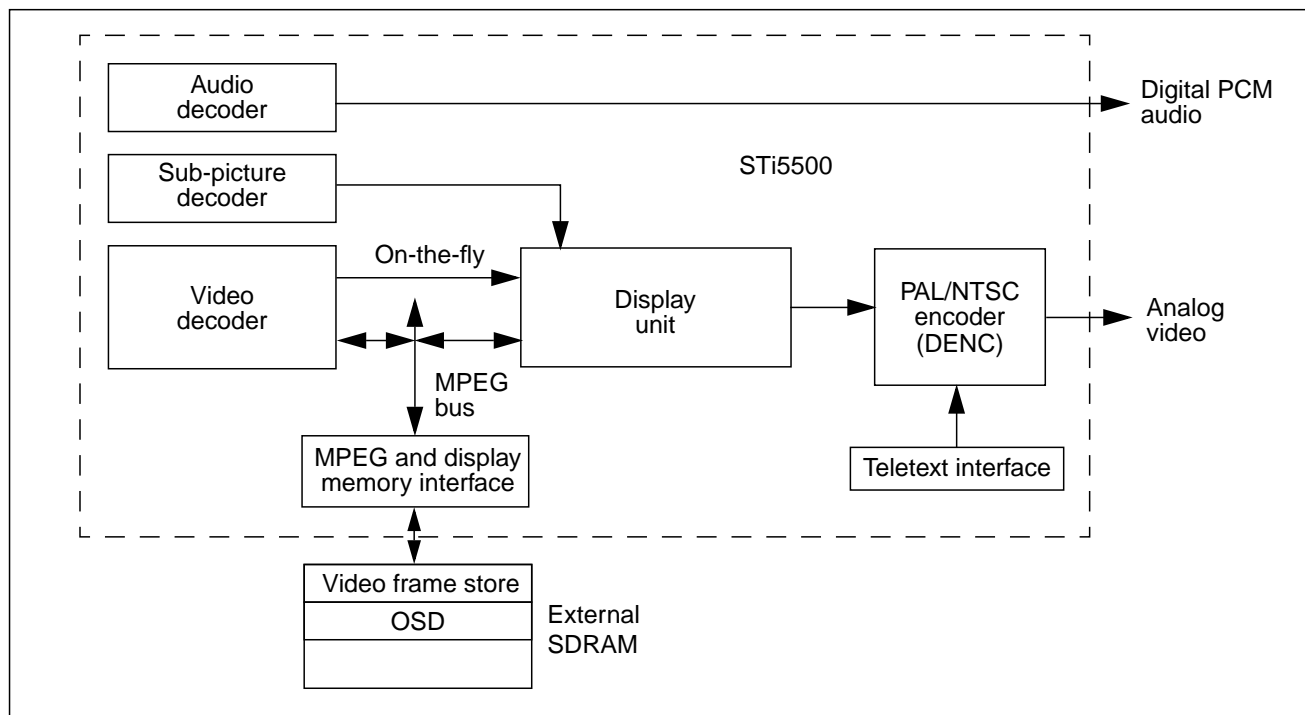 Audio
decoder
Digital PCM
audio
Sub-picture
decoder
STi5500
On-the-fly
Video
decoder
Display
unit
PAL/NTSC
encoder
(DENC)
Analog
video
MPEG
bus
MPEG and display
memory interface
Teletext interface
Video frame store
OSD
External
SDRAM